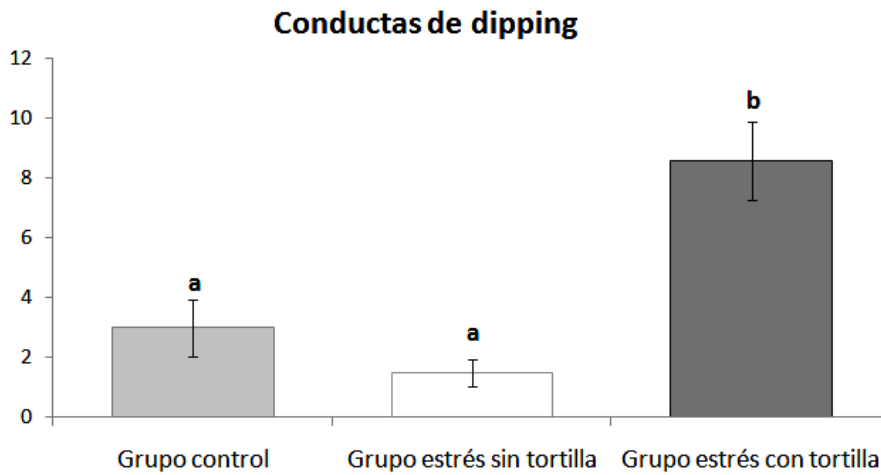 Conductas de dipping
12
10
8
6
4
2
0
a
a
b
Grupo control
Grupo estrés sin tortilla
Grupo estrés con tortilla